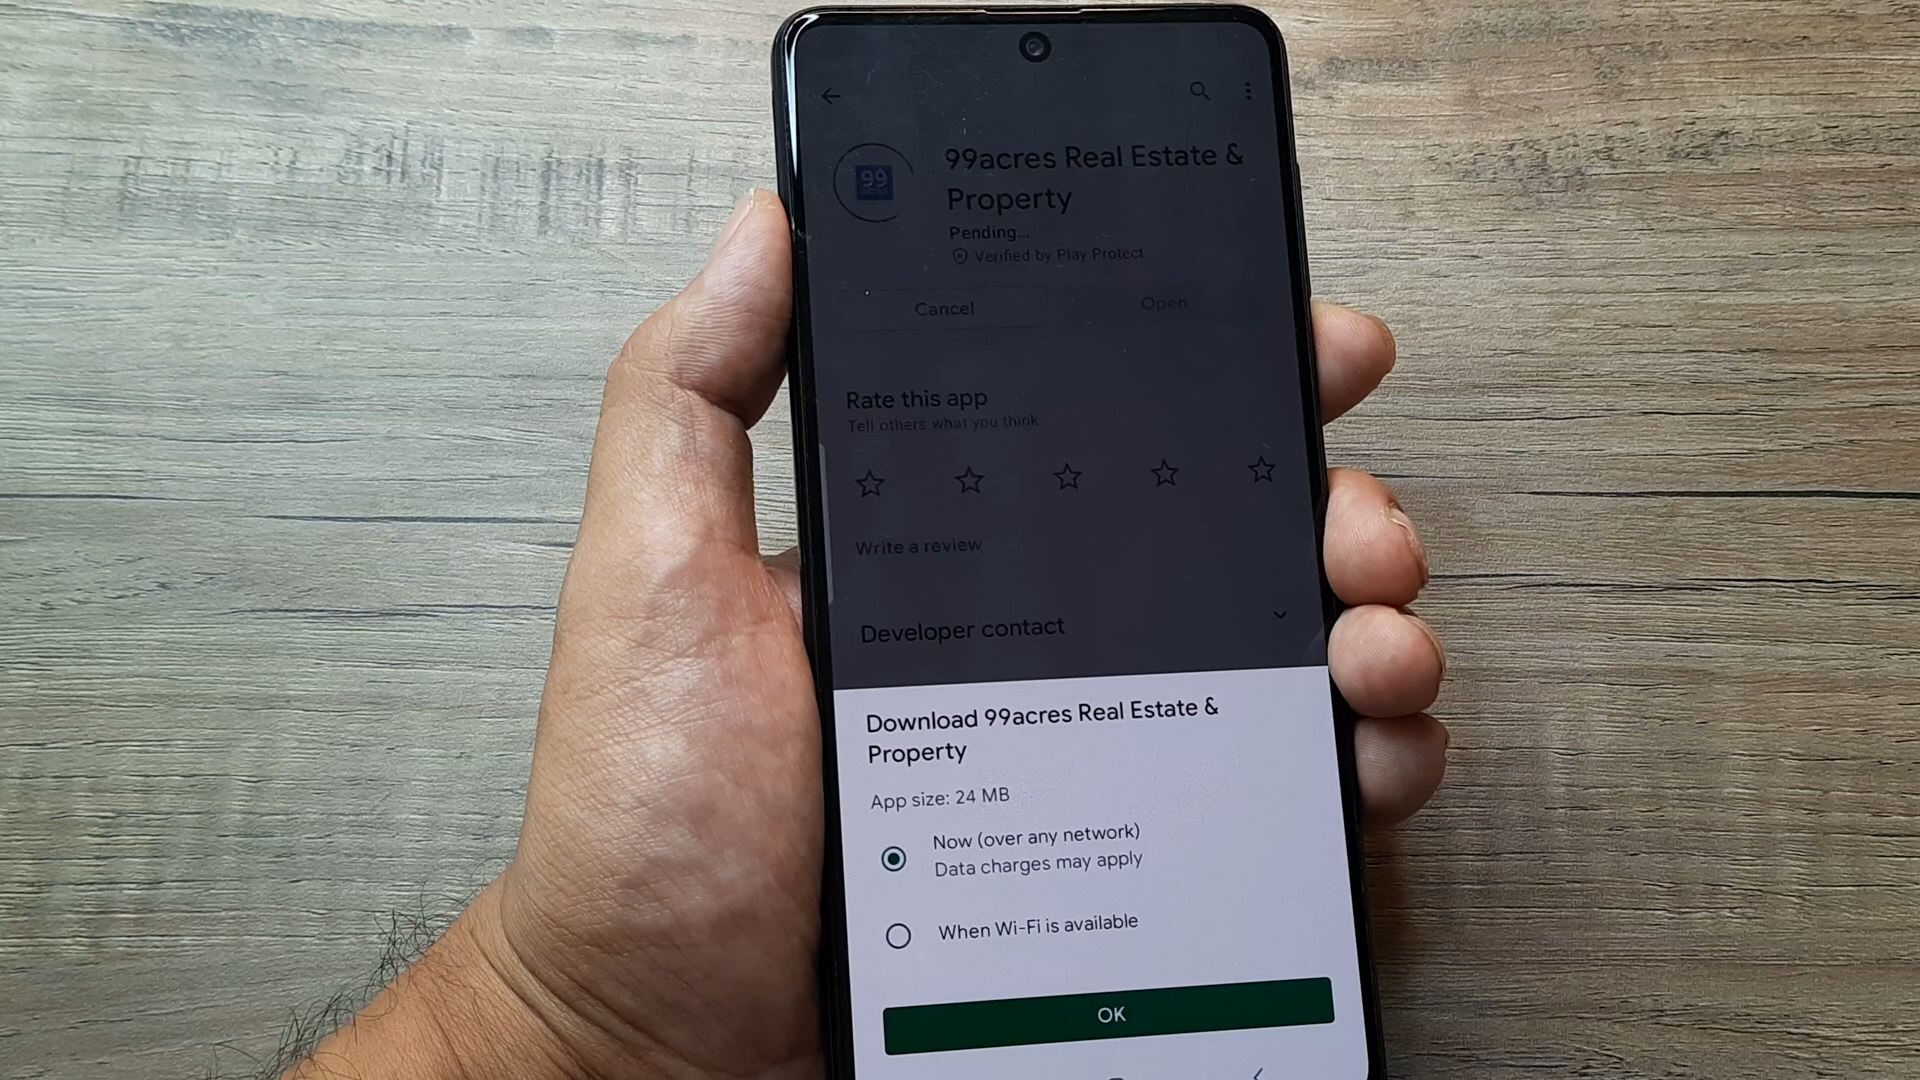 99acres Real Estate &
Property
99
acres
Pending...
Verified by Play Protect
Cancel
Open
Rate this app
Tell others what you think
Write a review
Developer contact
Download 99acres Real Estate &
Property
App size: 24 MB
Now (over any network)
Data charges may apply
When Wi-Fi is available
OK